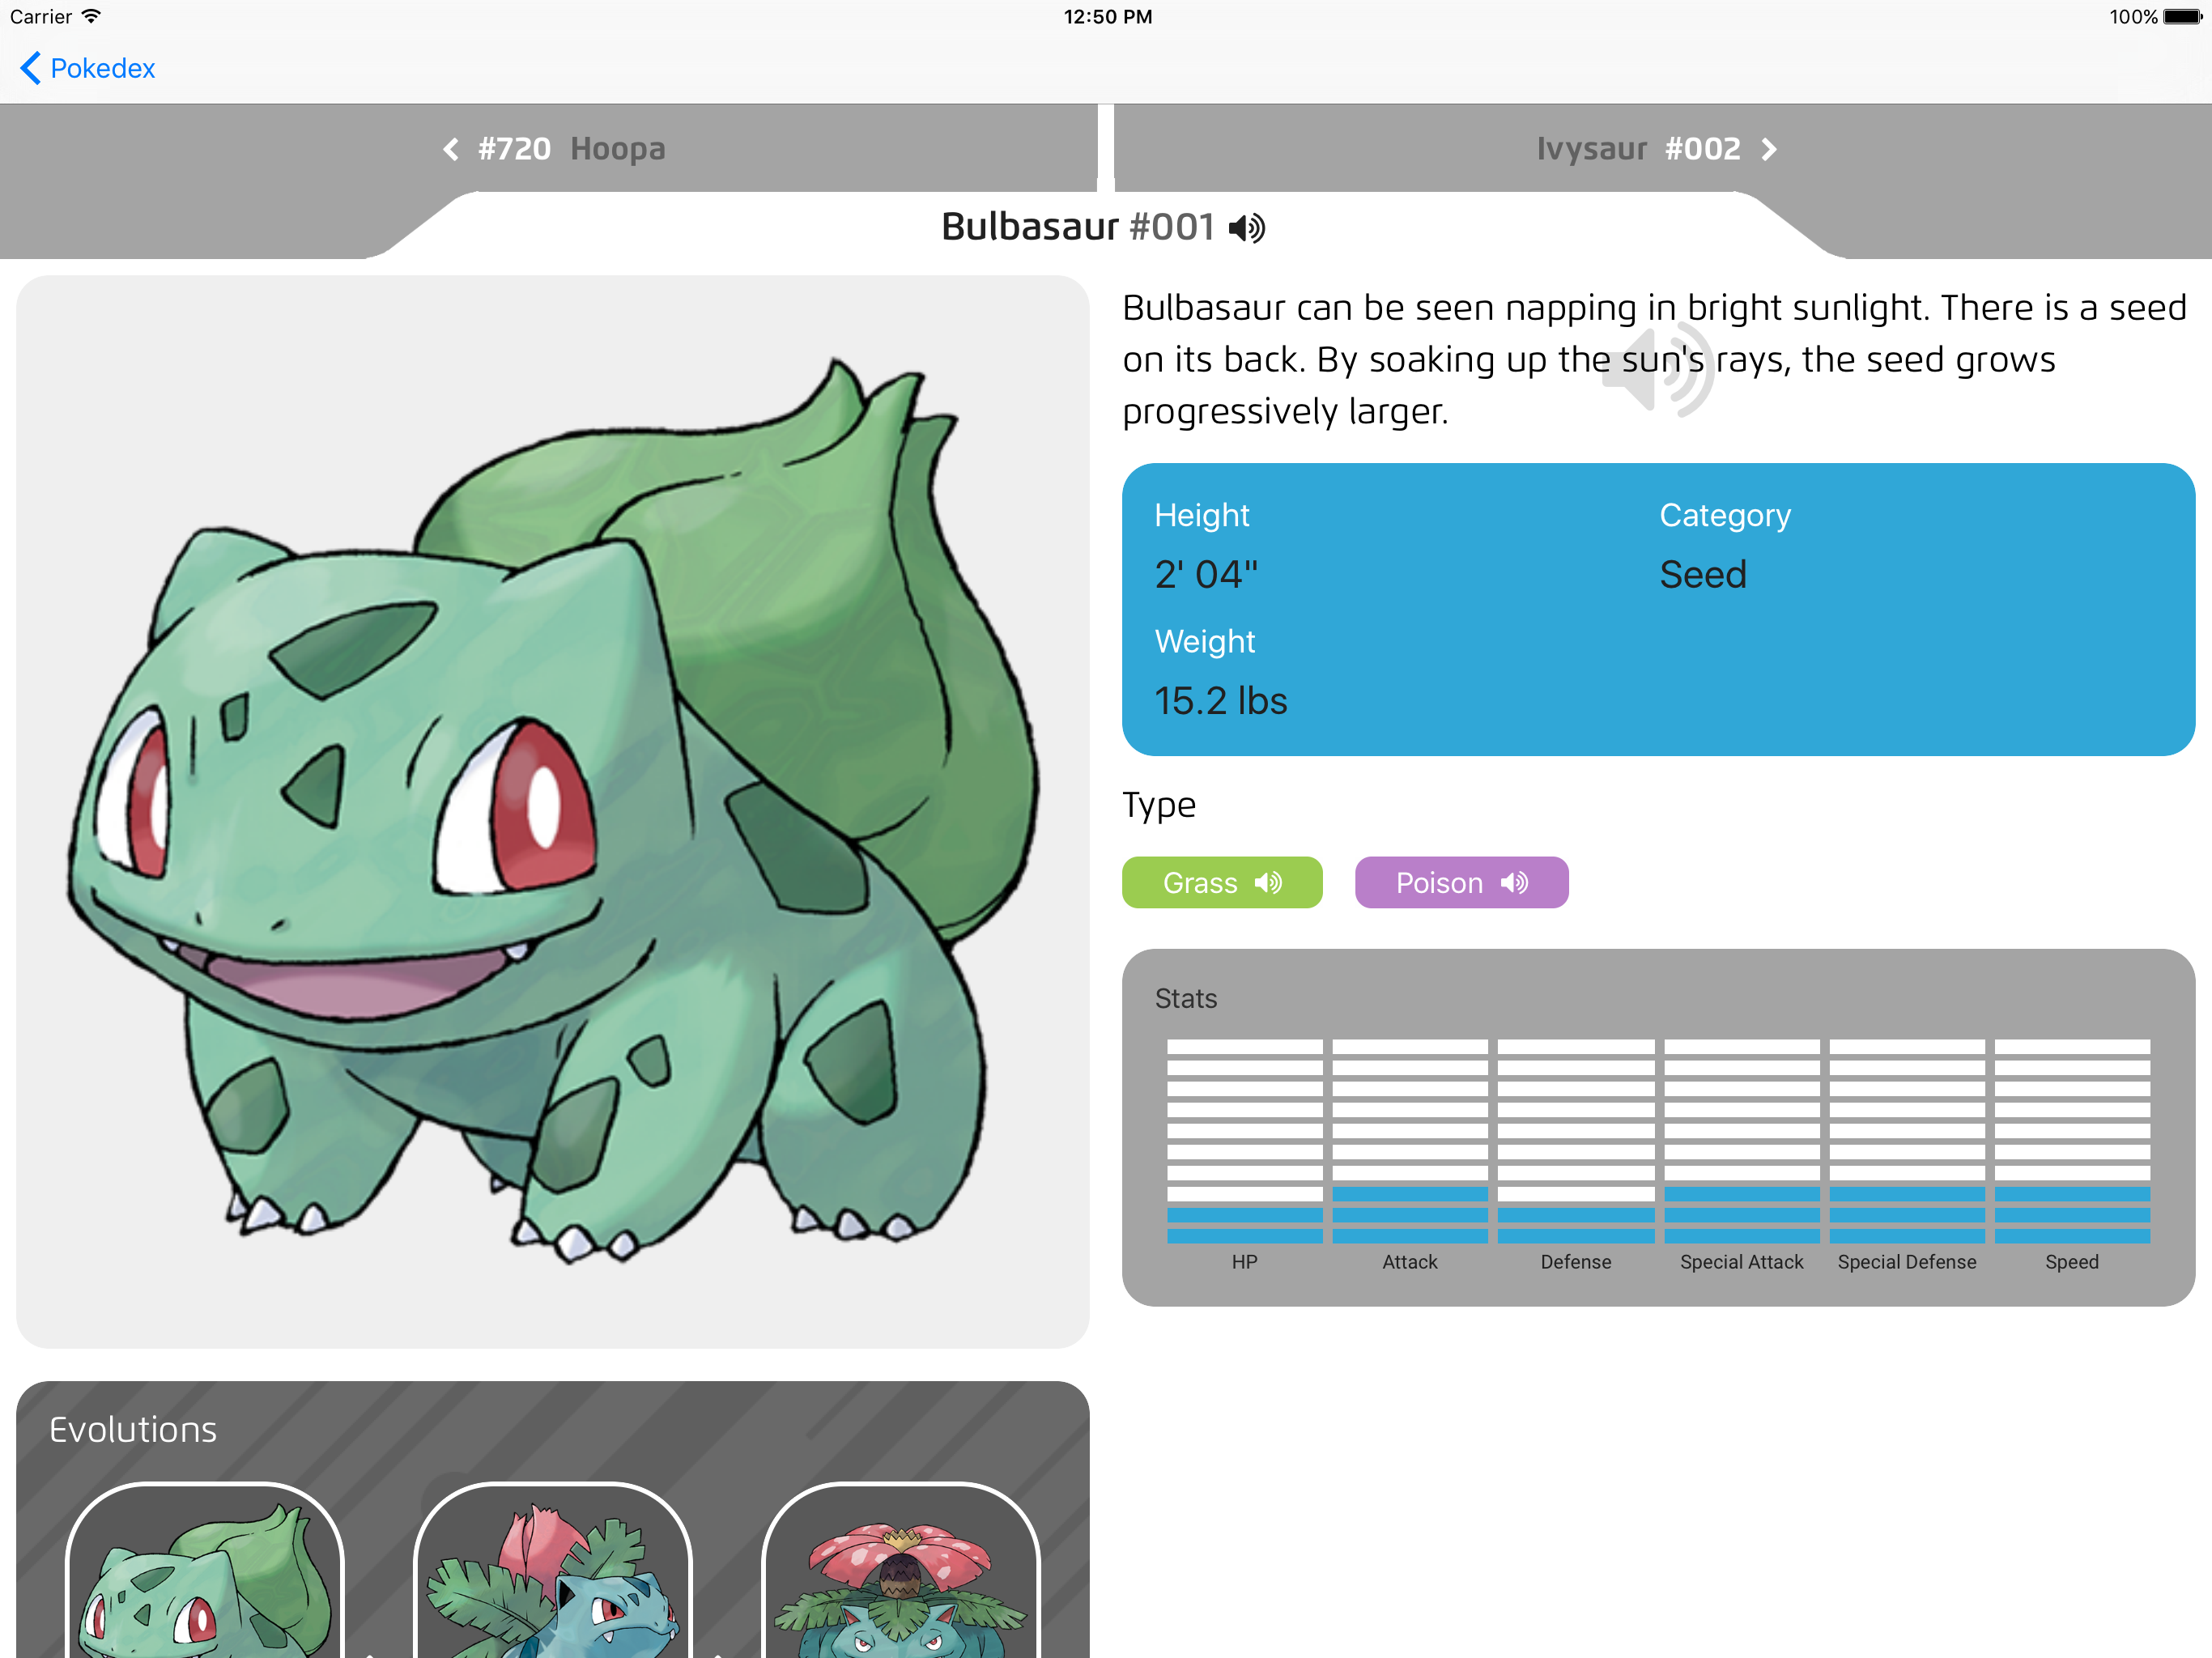 Carrier
12:50 PM
100%
Pokedex
#720 Hoopa
Ivysaur #002
Bulbasaur #001
Bulbasaur can be seen napping in bright sunlight. There is a seed
on its back. By soaking up the sun's rays, the seed grows
progressively larger.
Height
Category
2' 04"
Seed
Weight
15.2 lbs
Type
Grass
Poison
Stats
HP
Attack
Defense
Special Attack
Special Defense
Speed
Evolutions